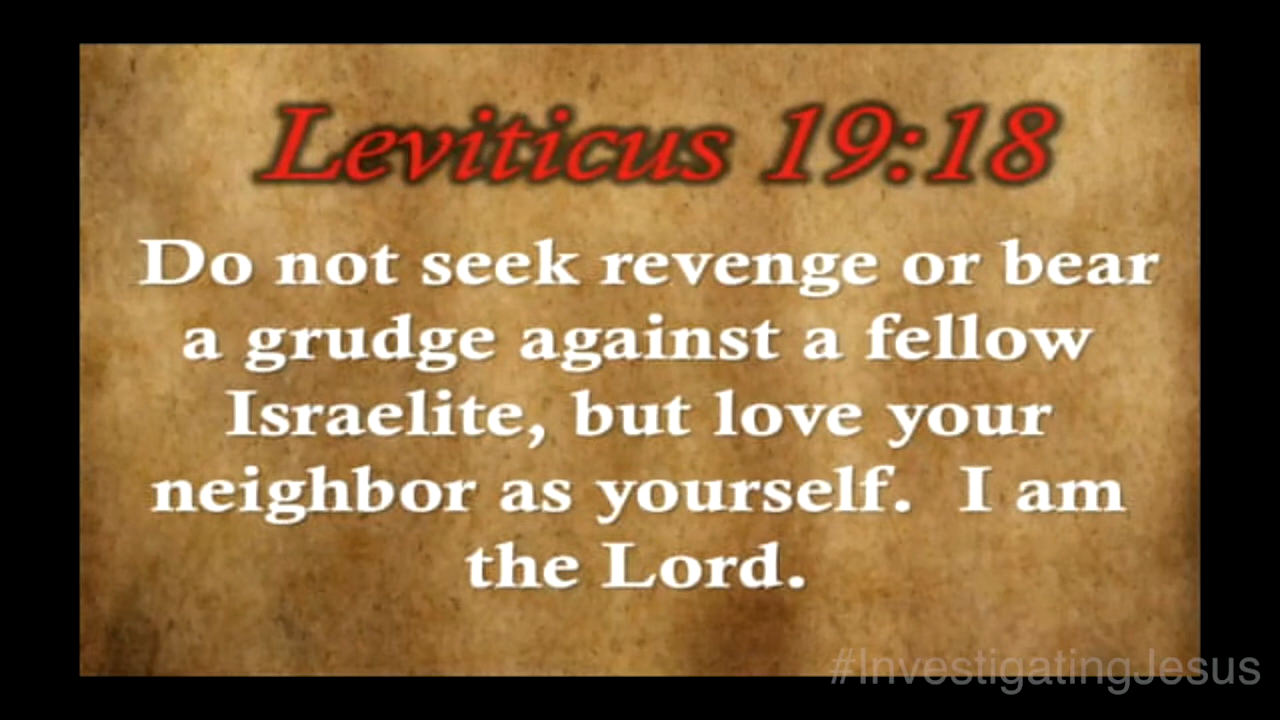 Leviticus 19:18
Do not seek revenge or bear
a grudge against a fellow
Israelite, but love your
neighbor as yourself.  I am
the Lord.
#InvestigatingJesus